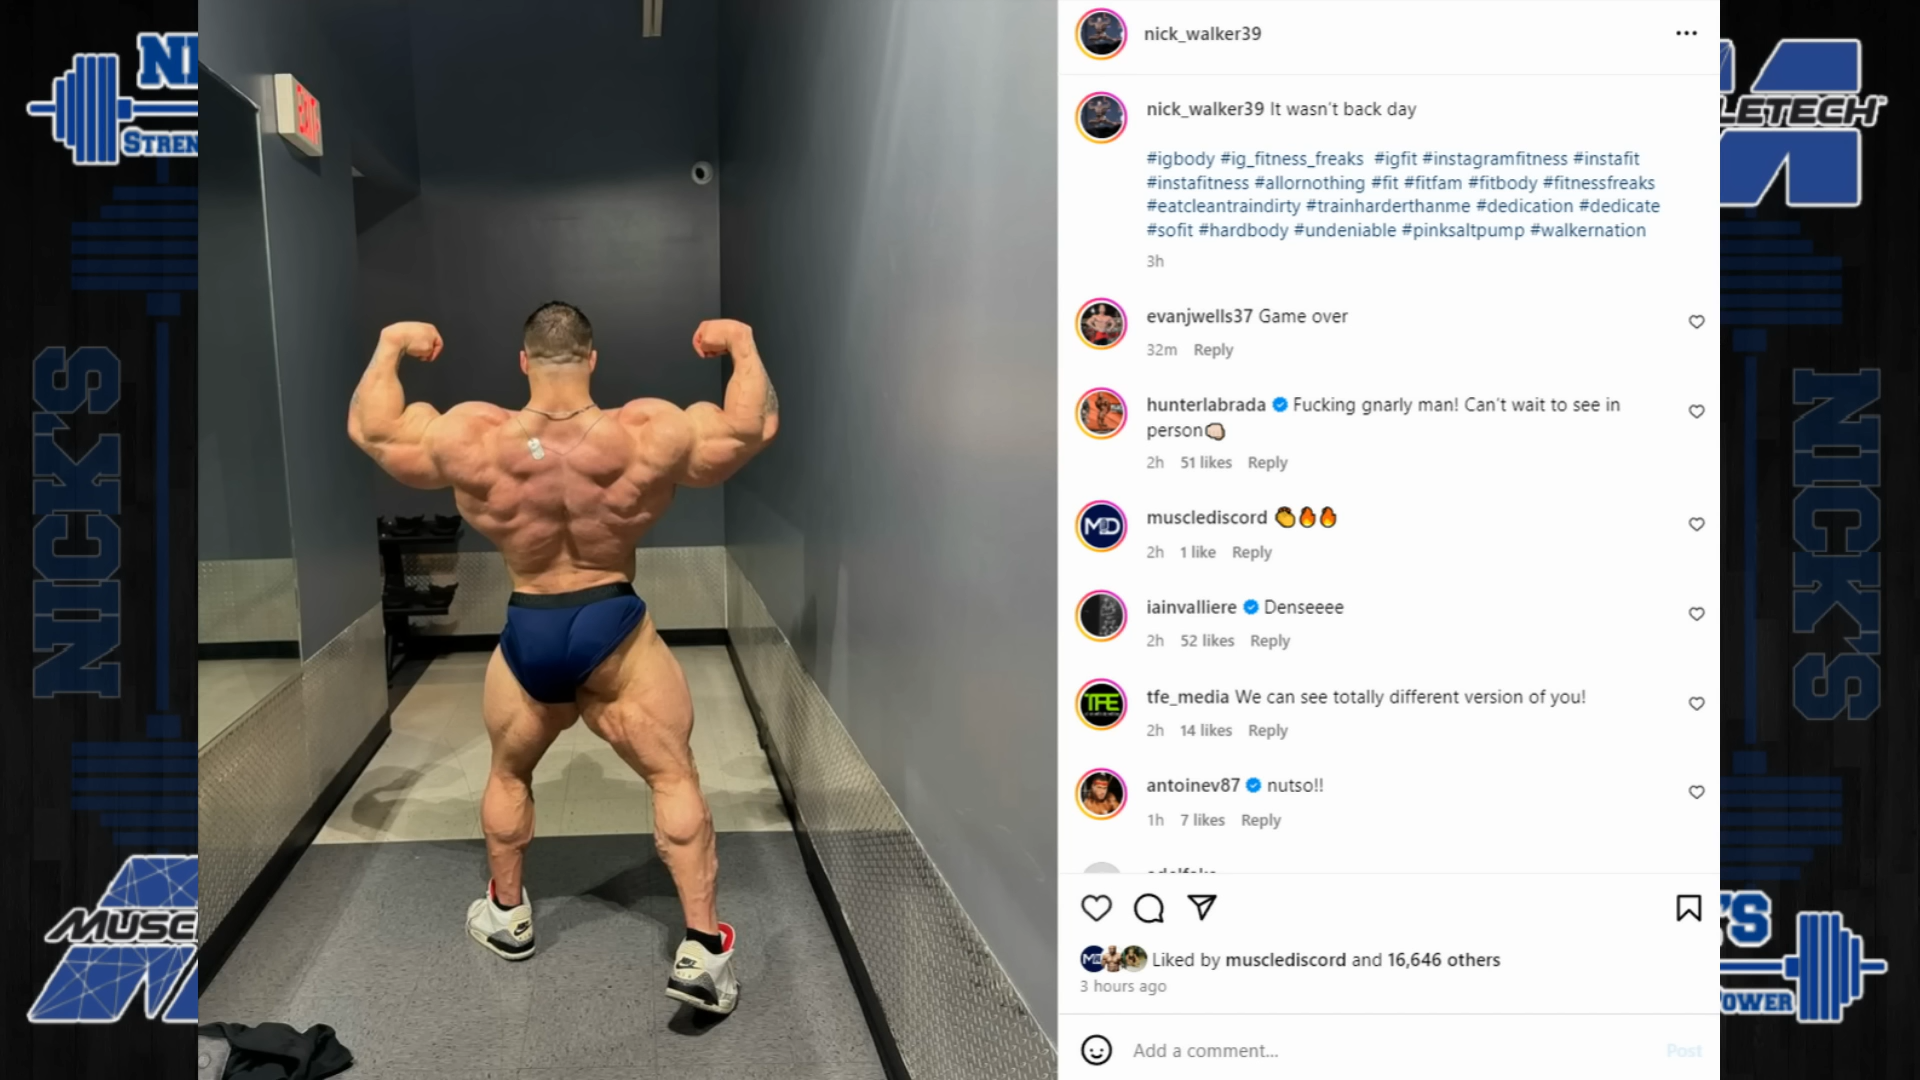 nick_walker39
nick_walker39 It wasn't back day
#igbody #ig_fitness_freaks #igfit #instagramfitness #instafit
#instafitness #allornothing #fit #fitfam #fitbody #fitnessfreaks
#eatcleantraindirty #trainharderthanme #dedication #dedicate
#sofit #hardbody #undeniable #pinksaltpump #walkernation
3h
evanjwells37 Game over
32m Reply
hunterlabrada Fucking gnarly man! Can't wait to see in
person👊🏻
2h 51 likes Reply
musclediscord 👏🔥🔥
2h 1 like Reply
iainvalliere Denseeee
2h 52 likes Reply
tfe_media We can see totally different version of you!
2h 14 likes Reply
antoinev87 nutso!!
1h 7 likes Reply
Liked by musclediscord and 16,646 others
3 hours ago
Add a comment...
Post
EXIT
NICK'S
NICK'S
NI
STREN
LETECH
MUSC
'S
OWER
MD
TFE